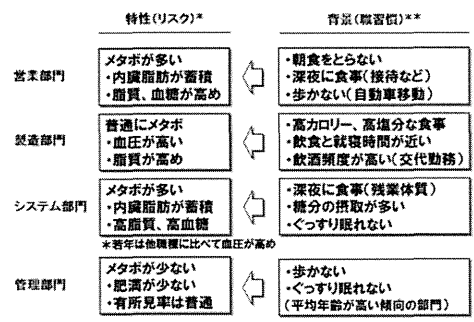 特性(リスク)*
背景(職習慣)**
営業部門
メタボが多い
・内臓脂肪が蓄積
・脂質、血糖が高め
・朝食をとらない
・深夜に食事(接待など)
・歩かない(自動車移動)
製造部門
普通にメタボ
・血圧が高い
・脂質が高め
・高カロリー、高塩分な食事
・飲食と就寝時間が近い
・飲酒頻度が高い(交代勤務)
システム部門
メタボが多い
・内臓脂肪が蓄積
・高脂質、高血糖
・深夜に食事(残業体質)
・糖分の摂取が多い
・ぐっすり眠れない
*若年は他職種に比べて血圧が高め
管理部門
メタボが少ない
・肥満が少ない
・有所見率は普通
・歩かない
・ぐっすり眠れない
(平均年齢が高い傾向の部門)